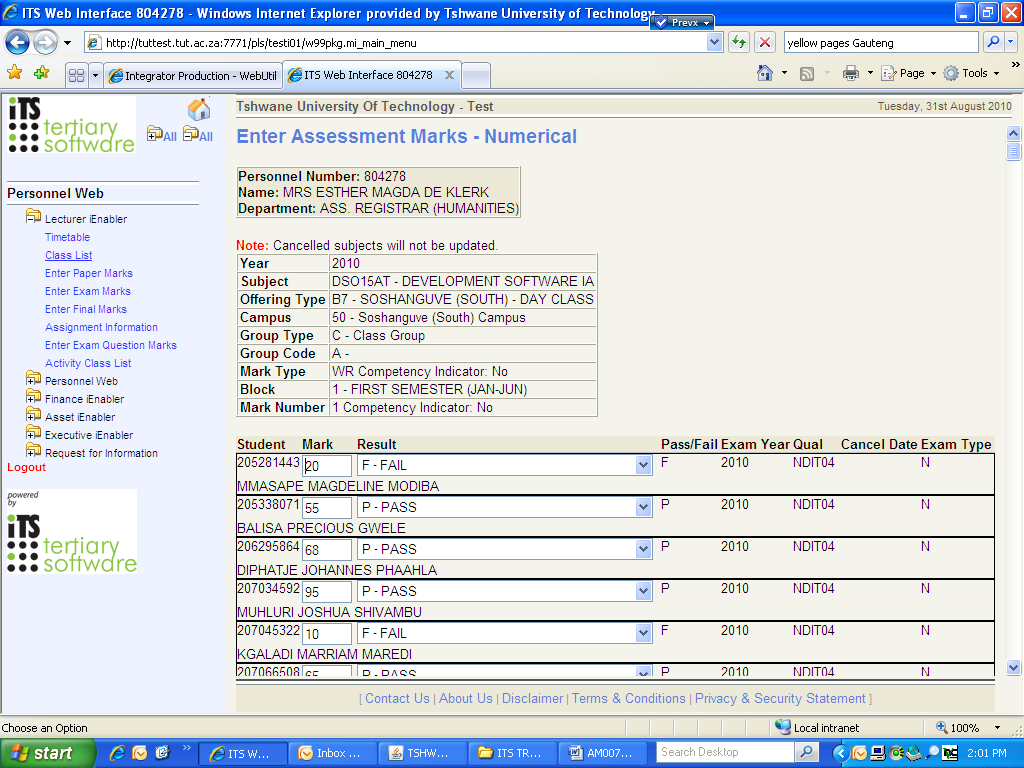 ITS Web Interface 804278 - Windows Internet Explorer provided by Tshwane University of Technology
Prevx
http://tuttest.tut.ac.za:7771/pls/testi01/w99pkg.mi_main_menu
yellow pages Gauteng
Integrator Production - WebUtil
ITS Web Interface 804278
Page
Tools
iTS
tertiary
software
All
All
Personnel Web
Lecturer iEnabler
Timetable
Class List
Enter Paper Marks
Enter Exam Marks
Enter Final Marks
Assignment Information
Enter Exam Question Marks
Activity Class List
Personnel Web
Finance iEnabler
Asset iEnabler
Executive iEnabler
Request for Information
Logout
powered
by
iTS
tertiary
software
Tshwane University Of Technology - Test
Tuesday, 31st August 2010
Enter Assessment Marks - Numerical
Personnel Number: 804278
Name: MRS ESTHER MAGDA DE KLERK
Department: ASS. REGISTRAR (HUMANITIES)
Note: Cancelled subjects will not be updated.
Year 2010
Subject DSO15AT - DEVELOPMENT SOFTWARE IA
Offering Type B7 - SOSHANGUVE (SOUTH) - DAY CLASS
Campus 50 - Soshanguve (South) Campus
Group Type C - Class Group
Group Code A -
Mark Type WR Competency Indicator: No
Block 1 - FIRST SEMESTER (JAN-JUN)
Mark Number 1 Competency Indicator: No
Student Mark Result Pass/Fail Exam Year Qual Cancel Date Exam Type
205281443 20 F - FAIL F 2010 NDIT04 N
MMASAPE MAGDELINE MODIBA
205338071 55 P - PASS P 2010 NDIT04 N
BALISA PRECIOUS GWELE
206295864 68 P - PASS P 2010 NDIT04 N
DIPHATJE JOHANNES PHAAHLA
207034592 95 P - PASS P 2010 NDIT04 N
MUHLURI JOSHUA SHIVAMBU
207045322 10 F - FAIL F 2010 NDIT04 N
KGALADI MARRIAM MAREDI
207066508 65 P - PASS P 2010 NDIT04 N
[ Contact Us | About Us | Disclaimer | Terms & Conditions | Privacy & Security Statement ]
Choose an Option
Local intranet
100%
start
ITS W...
Inbox ...
TSHW...
ITS TR...
AM007...
Search Desktop
2:01 PM